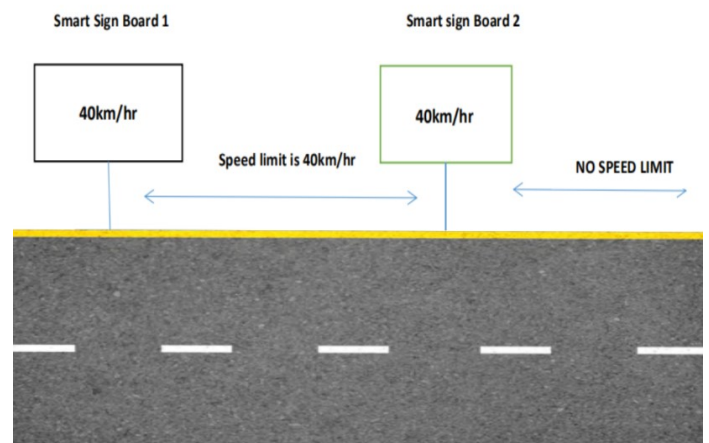 Smart Sign Board 1
Smart sign Board 2
40km/hr
40km/hr
Speed limit is 40km/hr
NO SPEED LIMIT